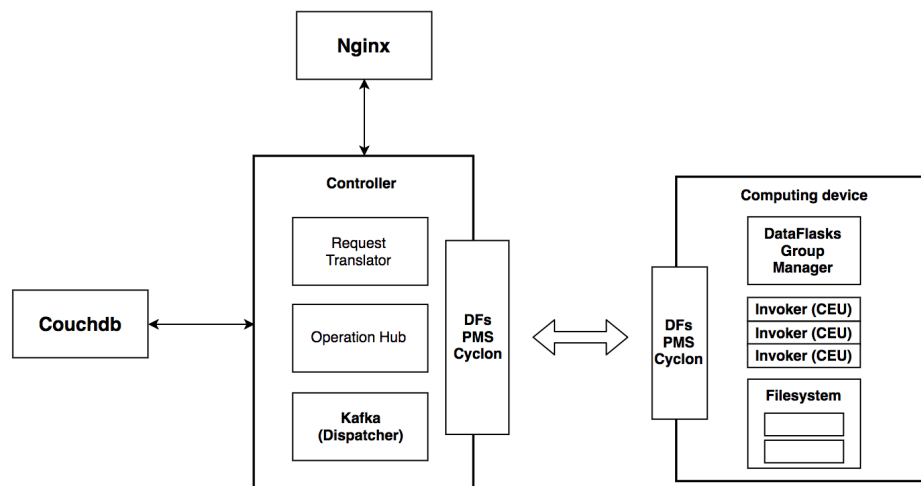 Nginx
Controller
Request
Translator
Operation Hub
Kafka
(Dispatcher)
DFs
PMS
Cyclon
Couchdb
DFs
PMS
Cyclon
Computing device
DataFlasks
Group
Manager
Invoker (CEU)
Invoker (CEU)
Invoker (CEU)
Filesystem